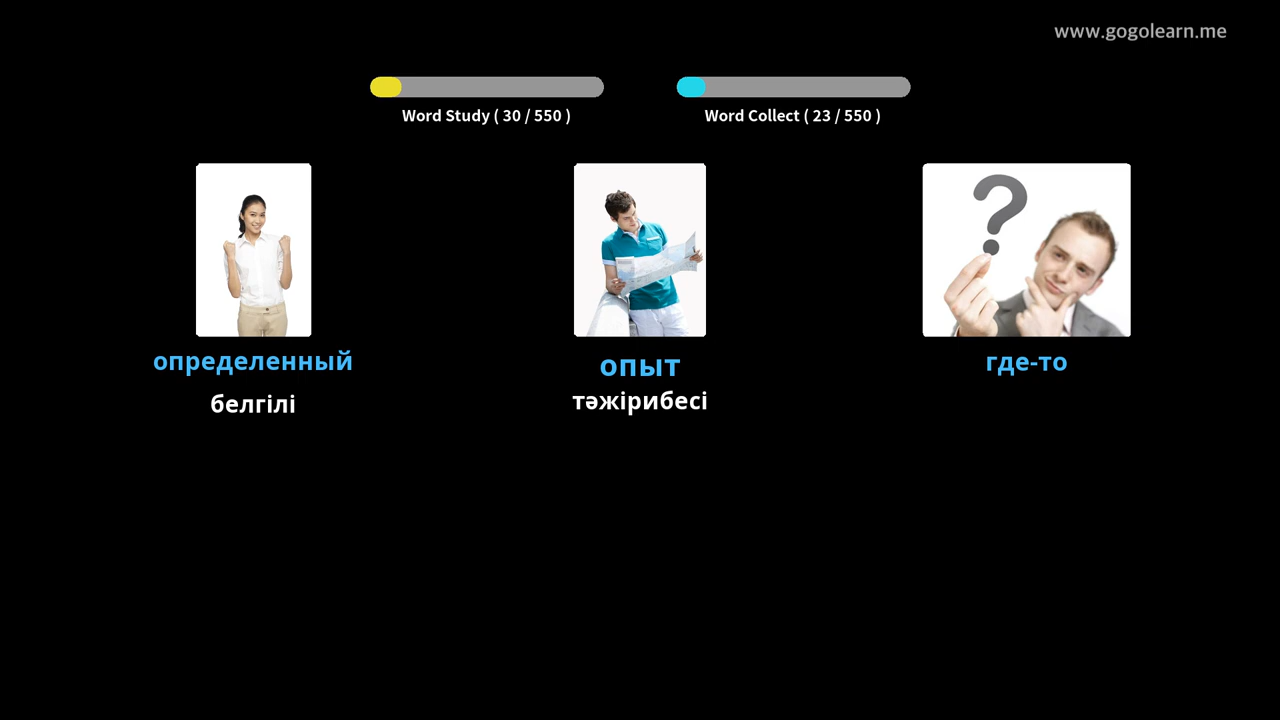 www.gogolearn.me
Word Study ( 30 / 550 )
Word Collect ( 23 / 550 )
определенный
белгілі
опыт
тәжірибесі
где-то